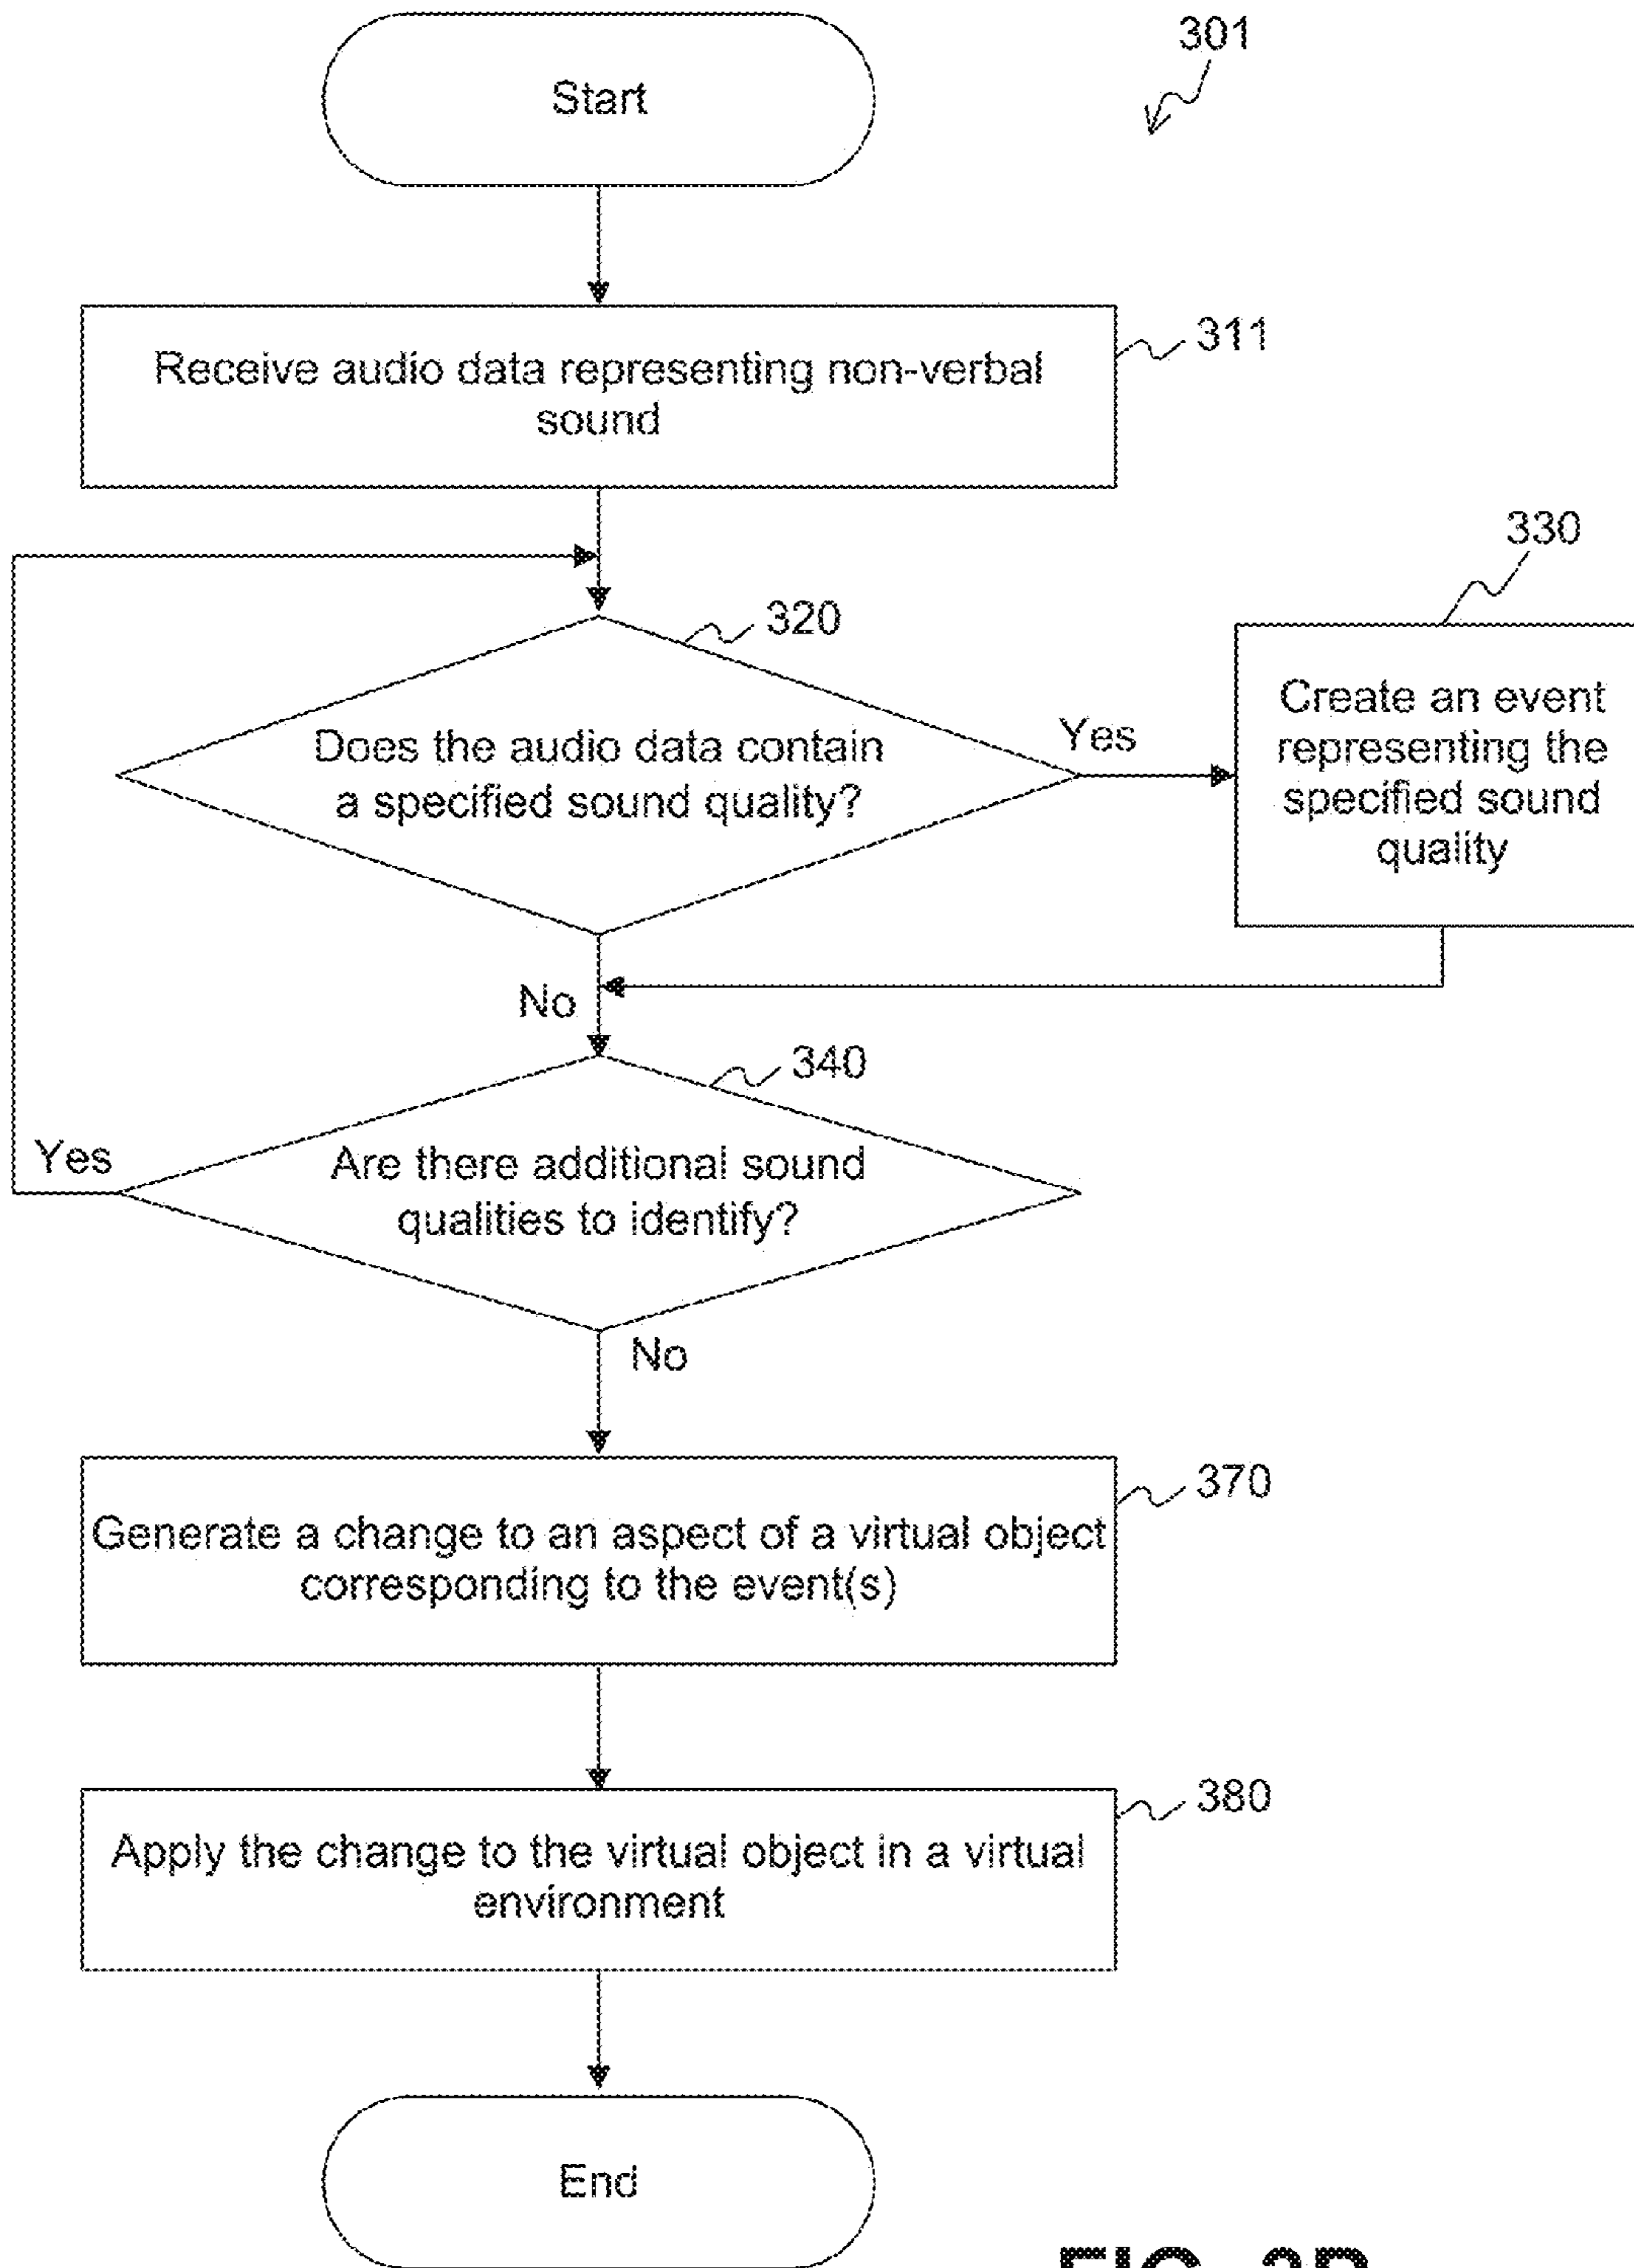 Start
301
Receive audio data representing non-verbal
sound
311
330
320
Does the audio data contain
a specified sound quality?
Yes
Create an event
representing the
specified sound
quality
No
340
Are there additional sound
qualities to identify?
Yes
No
370
Generate a change to an aspect of a virtual object
corresponding to the event(s)
380
Apply the change to the virtual object in a virtual
environment
End